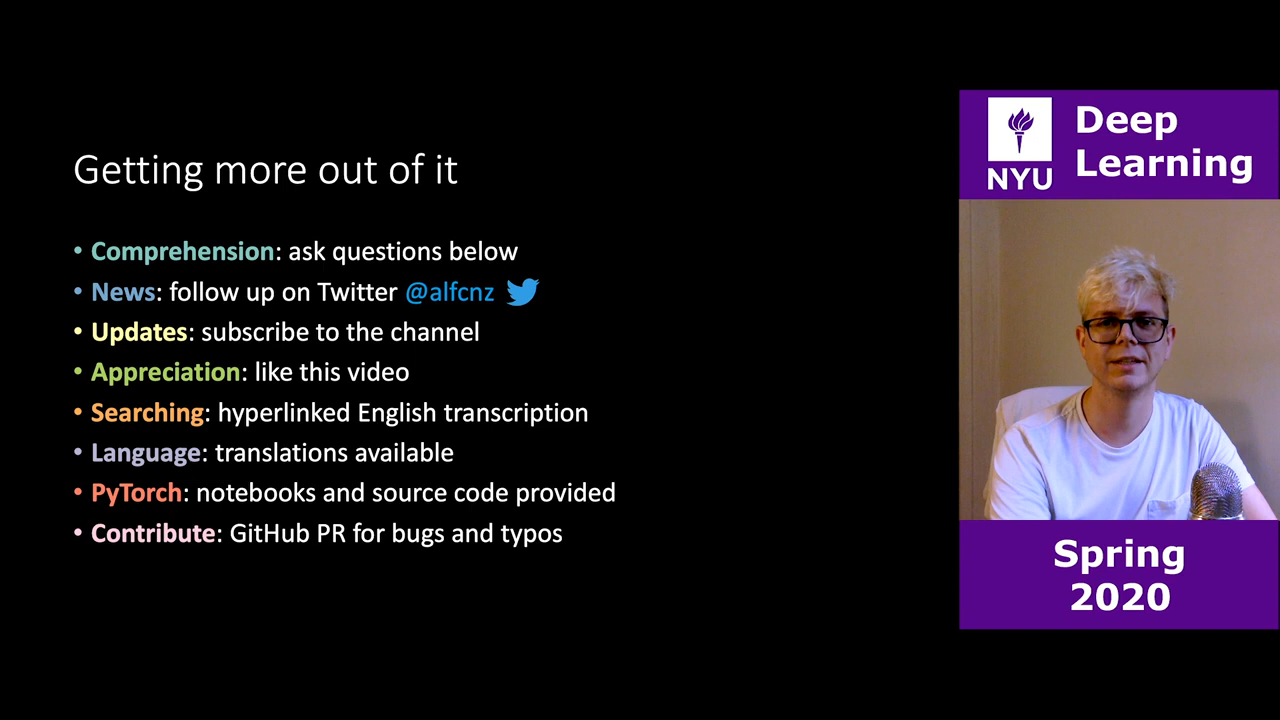 Getting more out of it
• Comprehension: ask questions below
• News: follow up on Twitter @alfcnz
• Updates: subscribe to the channel
• Appreciation: like this video
• Searching: hyperlinked English transcription
• Language: translations available
• PyTorch: notebooks and source code provided
• Contribute: GitHub PR for bugs and typos
NYU
Deep
Learning
Spring
2020